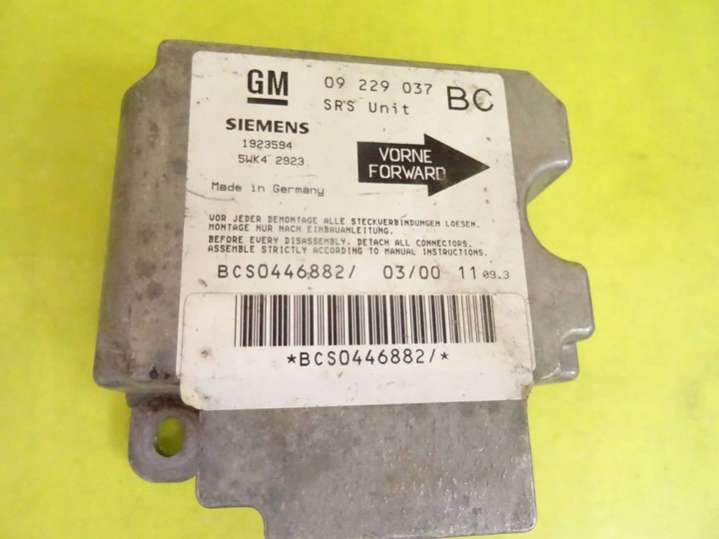 GM 09 229 037 BC
SRS Unit
SIEMENS
1923594
5WK4 2923
VORNE
FORWARD
Made in Germany
VOR JEDER DEMONTAGE ALLE STECKVERBINDUNGEN LOESEN.
MONTAGE NUR NACH EINBAUANLEITUNG.
BEFORE EVERY DISASSEMBLY. DETACH ALL CONNECTORS.
ASSEMBLE STRICTLY ACCORDING TO MANUAL INSTRUCTIONS.
BCS0446882/ 03/00 11 09.3
*BCS0446882/*